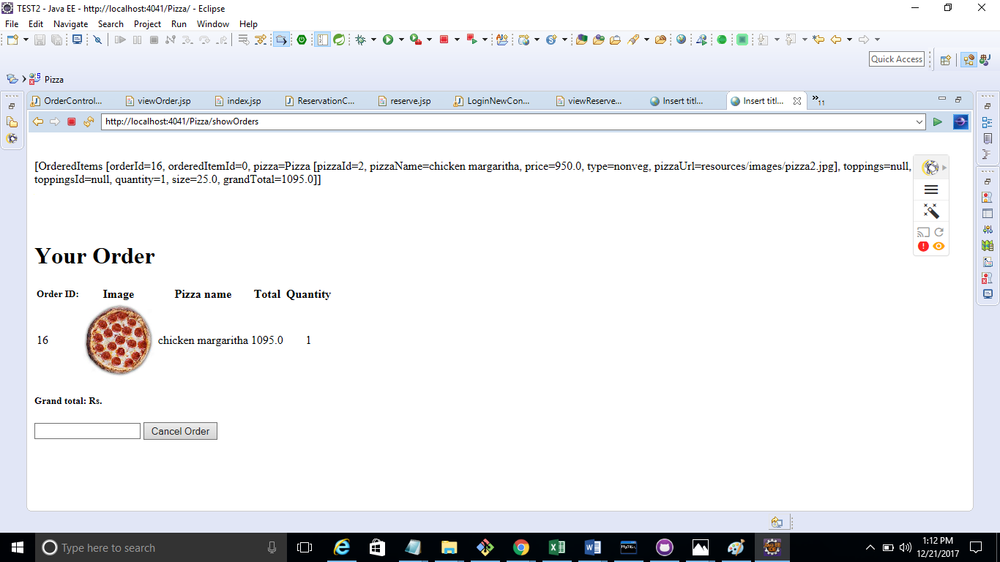 TEST2 - Java EE - http://localhost:4041/Pizza/ - Eclipse
File Edit Navigate Search Project Run Window Help
Quick Access
Pizza
OrderControl... viewOrder.jsp index.jsp ReservationC... reserve.jsp LoginNewCon... viewReserve... Insert titl... Insert titl... »11
http://localhost:4041/Pizza/showOrders
[OrderedItems [orderId=16, orderedItemId=0, pizza=Pizza [pizzaId=2, pizzaName=chicken margaritha, price=950.0, type=nonveg, pizzaUrl=resources/images/pizza2.jpg], toppings=null,
toppingsId=null, quantity=1, size=25.0, grandTotal=1095.0]]
Your Order
Order ID: Image Pizza name Total Quantity
16 chicken margaritha 1095.0 1
Grand total: Rs.
Cancel Order
Type here to search
1:12 PM
12/21/2017